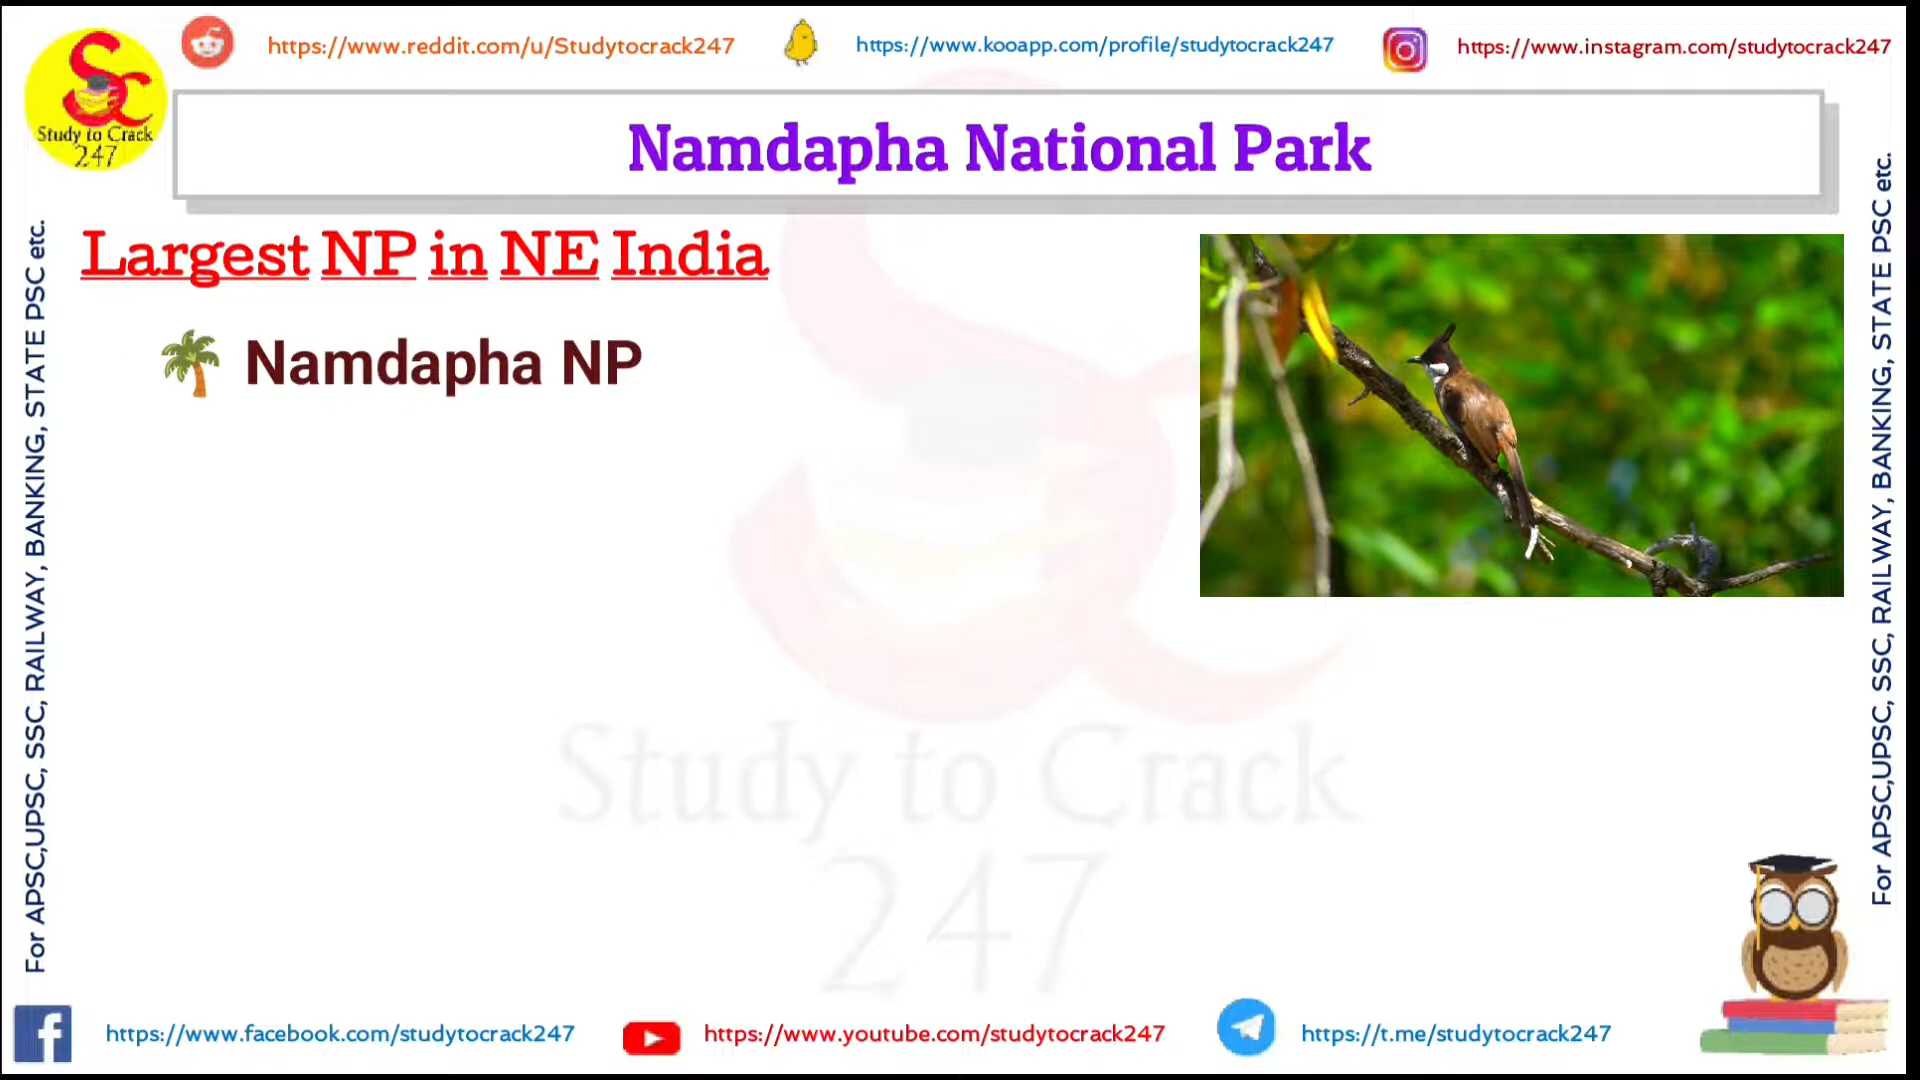 https://www.reddit.com/u/Studytocrack247
https://www.kooapp.com/profile/studytocrack247
https://www.instagram.com/studytocrack247
Study to Crack
247
Namdapha National Park
Largest NP in NE India
Namdapha NP
For APSC,UPSC, SSC, RAILWAY, BANKING, STATE PSC etc.
For APSC,UPSC, SSC, RAILWAY, BANKING, STATE PSC etc.
Study to Crack
247
https://www.facebook.com/studytocrack247
https://www.youtube.com/studytocrack247
https://t.me/studytocrack247